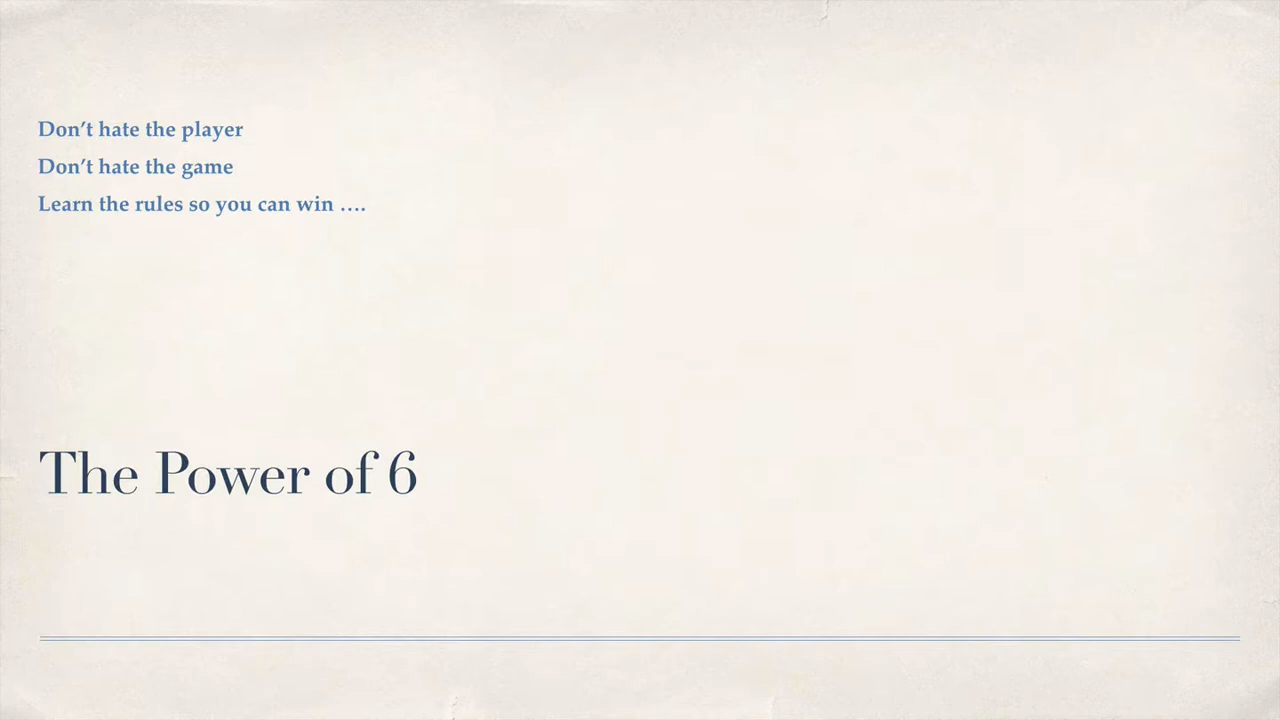 Don’t hate the player
Don’t hate the game
Learn the rules so you can win ….
The Power of 6